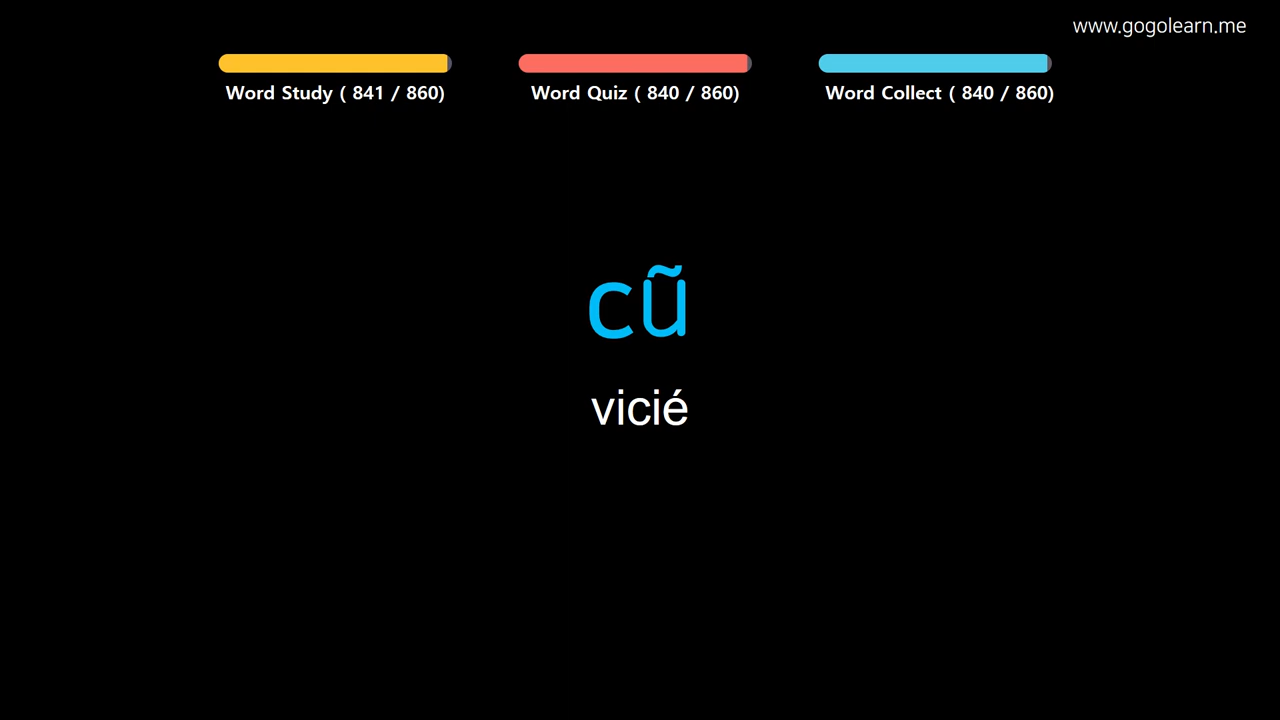 www.gogolearn.me
Word Study ( 841 / 860)
Word Quiz ( 840 / 860)
Word Collect ( 840 / 860)
cũ
vicié